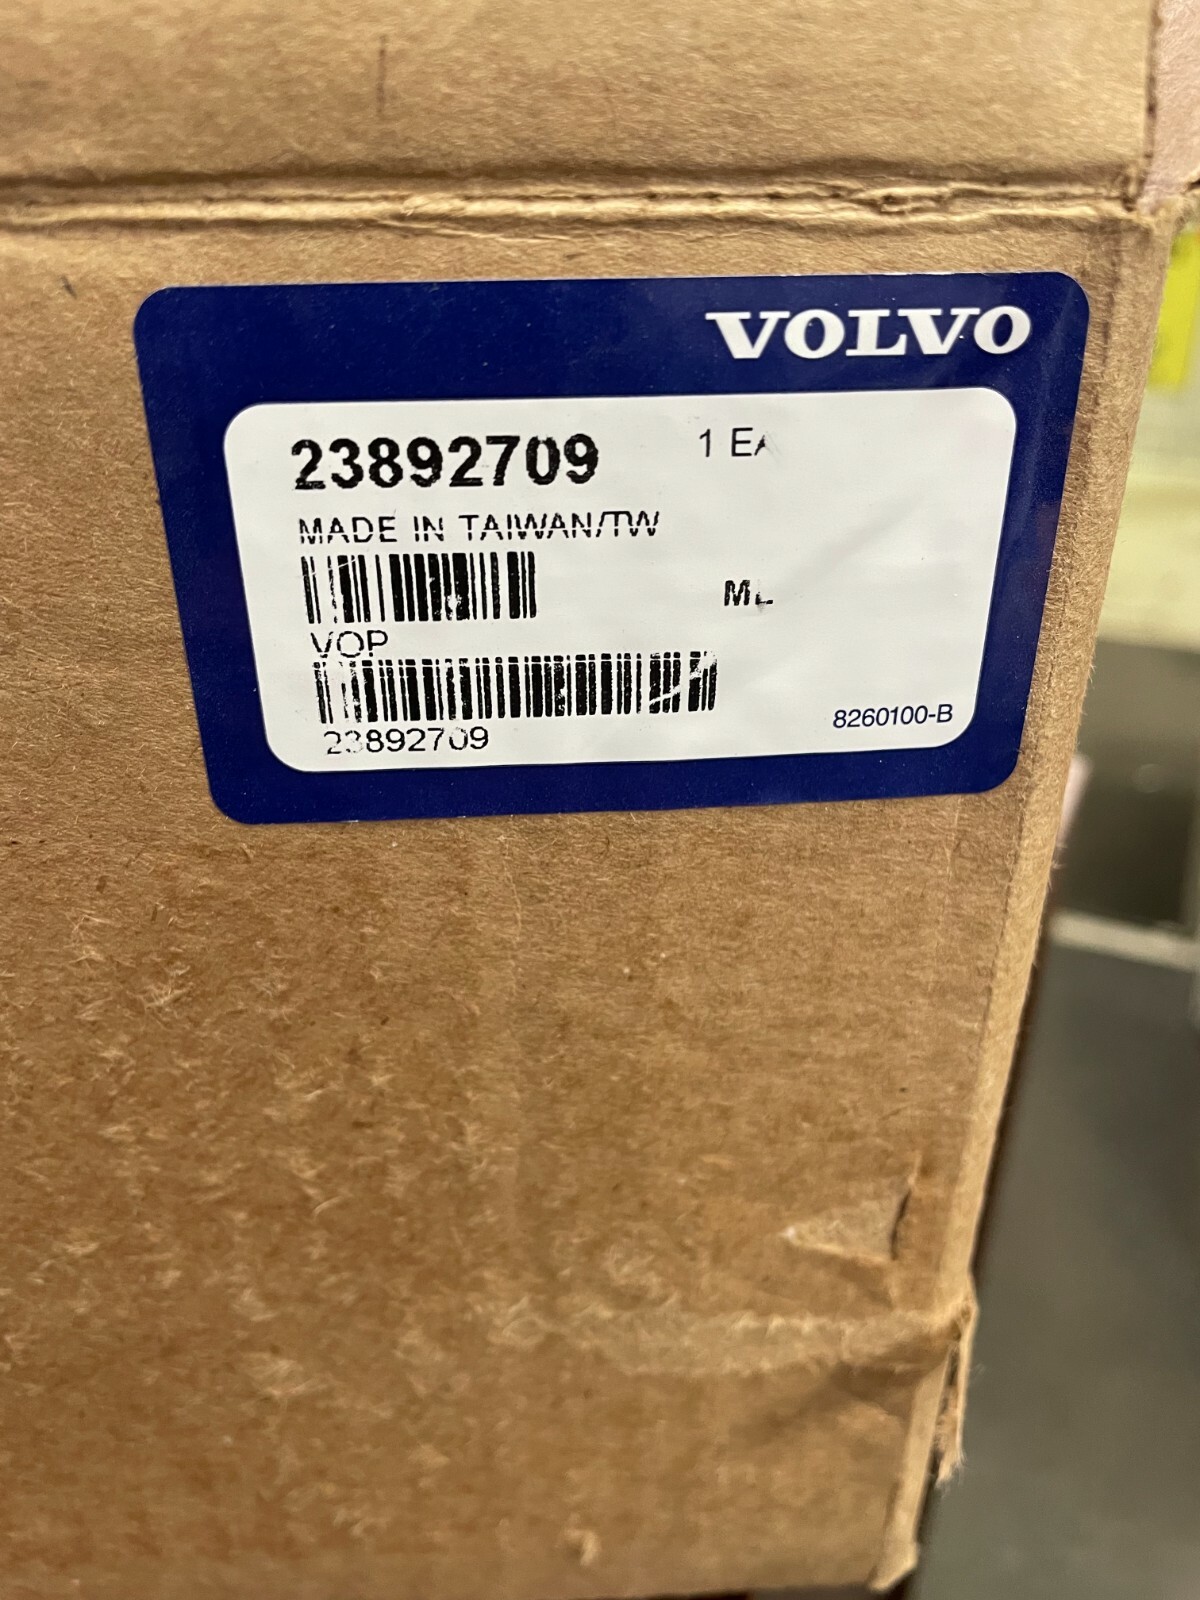 VOLVO
23892709
1 EA
MADE IN TAIWAN/TW
VOP
23892709
8260100-B